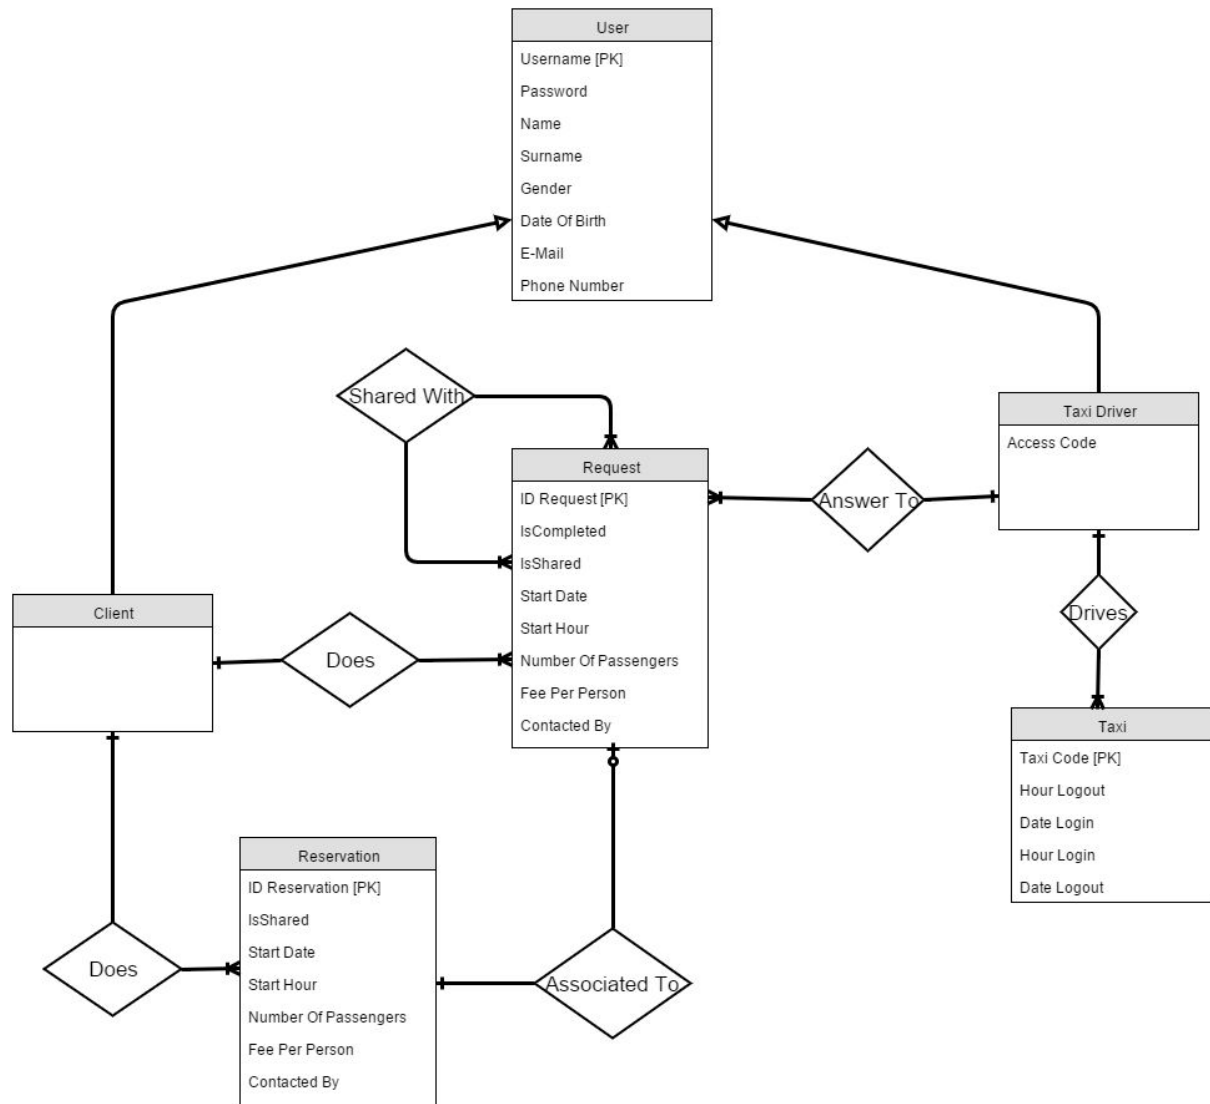 User
Username [PK]
Password
Name
Surname
Gender
Date Of Birth
E-Mail
Phone Number
Shared With
Taxi Driver
Access Code
Request
ID Request [PK]
IsCompleted
IsShared
Start Date
Start Hour
Number Of Passengers
Fee Per Person
Contacted By
Answer To
Drives
Client
Does
Taxi
Taxi Code [PK]
Hour Logout
Date Login
Hour Login
Date Logout
Reservation
ID Reservation [PK]
IsShared
Start Date
Start Hour
Number Of Passengers
Fee Per Person
Contacted By
Does
Associated To